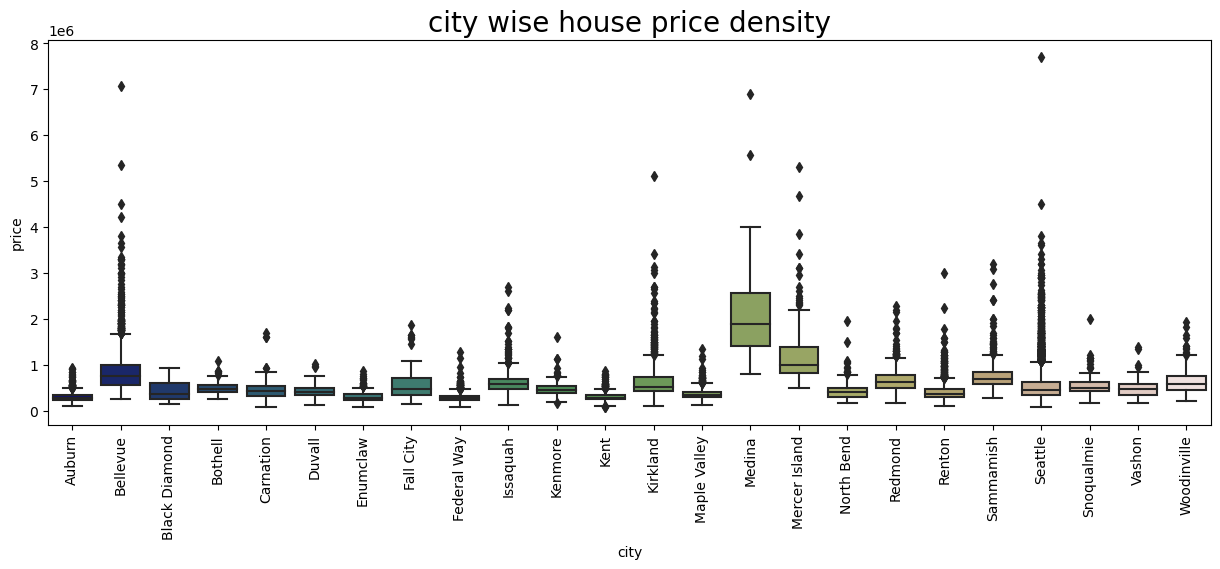 city wise house price density
1e6
8
7
6
5
4
3
2
1
0
price
Auburn
Bellevue
Black Diamond
Bothell
Carnation
Duvall
Enumclaw
Fall City
Federal Way
Issaquah
Kenmore
Kent
Kirkland
Maple Valley
Medina
Mercer Island
North Bend
Redmond
Renton
Sammamish
Seattle
Snoqualmie
Vashon
Woodinville
city